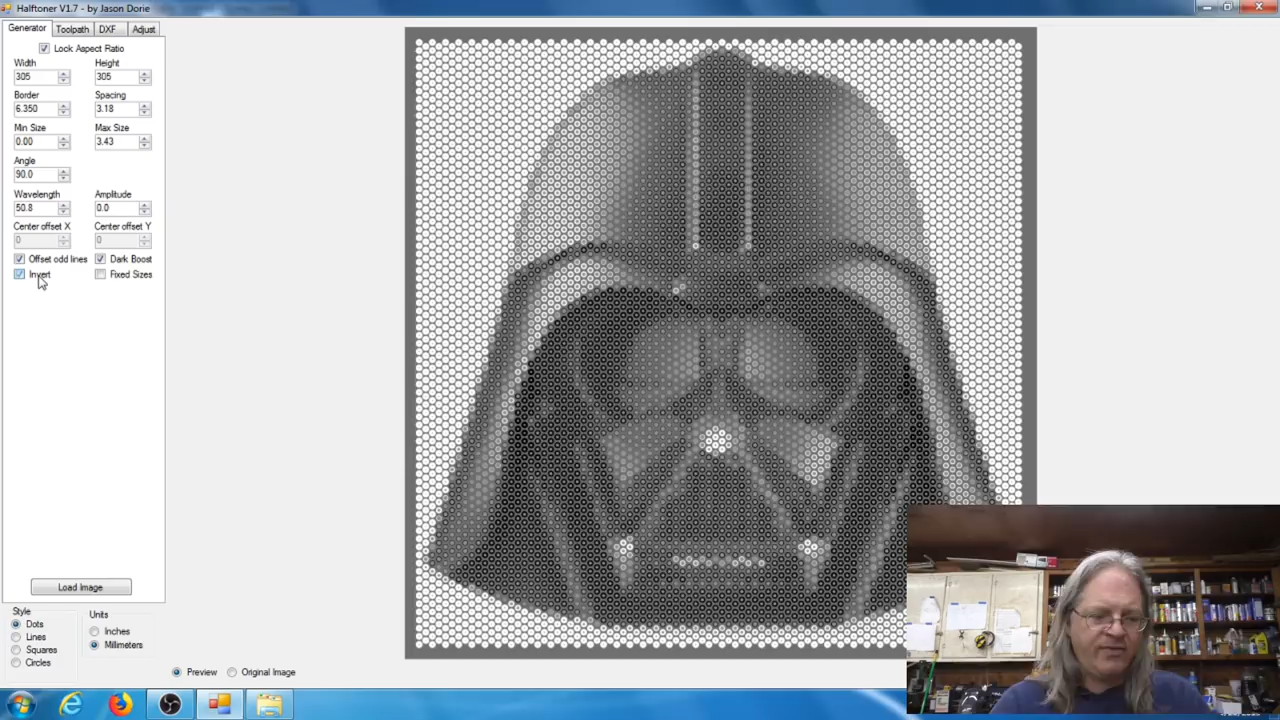 Halftoner V1.7 - by Jason Dorie
Generator Toolpath DXF Adjust
Lock Aspect Ratio
Width Height
305 305
Border Spacing
6.350 3.18
Min Size Max Size
0.00 3.43
Angle
90.0
Wavelength Amplitude
50.8 0.0
Center offset X Center offset Y
0 0
Offset odd lines Dark Boost
Invert Fixed Sizes
Load Image
Style Units
Dots Inches
Lines Millimeters
Squares
Circles
Preview Original Image